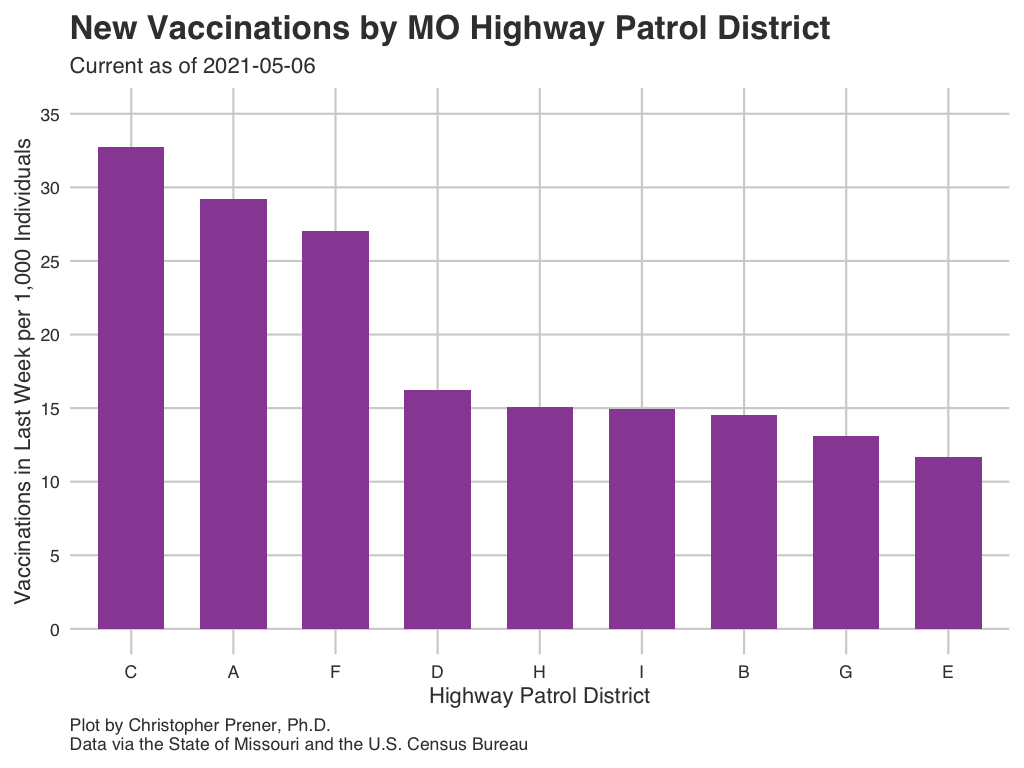 New Vaccinations by MO Highway Patrol District
Current as of 2021-05-06
Vaccinations in Last Week per 1,000 Individuals
35
30
25
20
15
10
5
0
C A F D H I B G E
Highway Patrol District
Plot by Christopher Prener, Ph.D.
Data via the State of Missouri and the U.S. Census Bureau